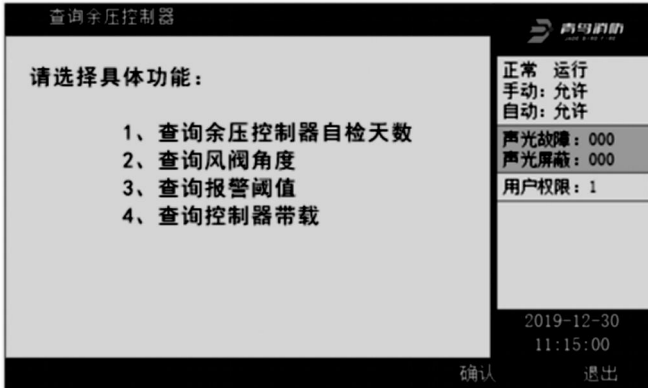 查询余压控制器
青鸟消防
请选择具体功能：
1、查询余压控制器自检天数
2、查询风阀角度
3、查询报警阈值
4、查询控制器带载
正常 运行
手动：允许
自动：允许
声光故障：000
声光屏蔽：000
用户权限：1
2019-12-30
11:15:00
确认
退出